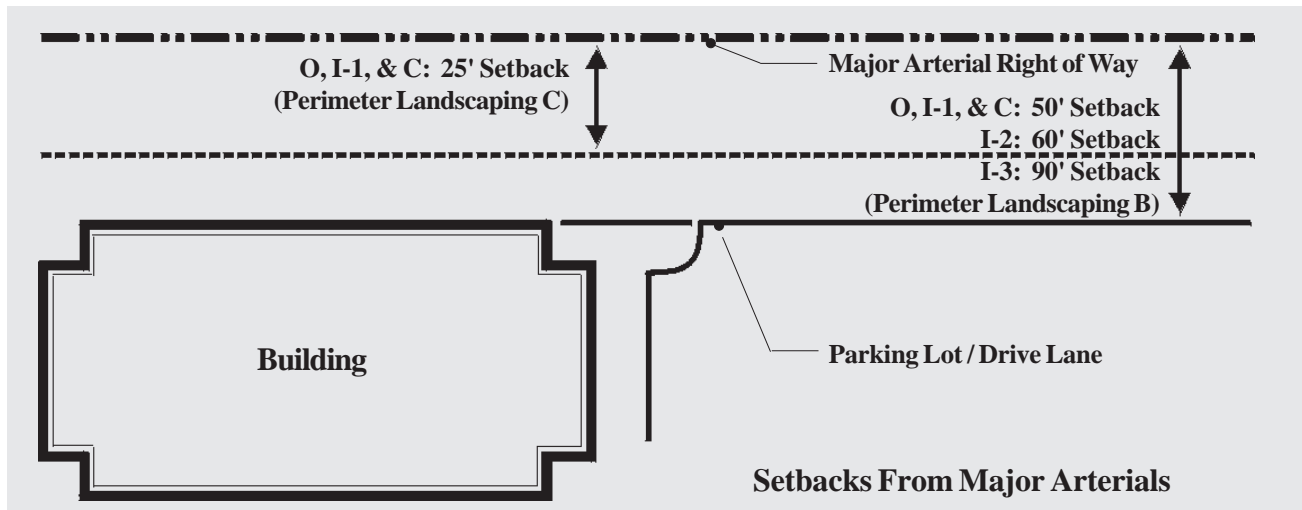 O, I-1, & C: 25' Setback
(Perimeter Landscaping C)
Major Arterial Right of Way
O, I-1, & C: 50' Setback
I-2: 60' Setback
I-3: 90' Setback
(Perimeter Landscaping B)
Building
Parking Lot / Drive Lane
Setbacks From Major Arterials